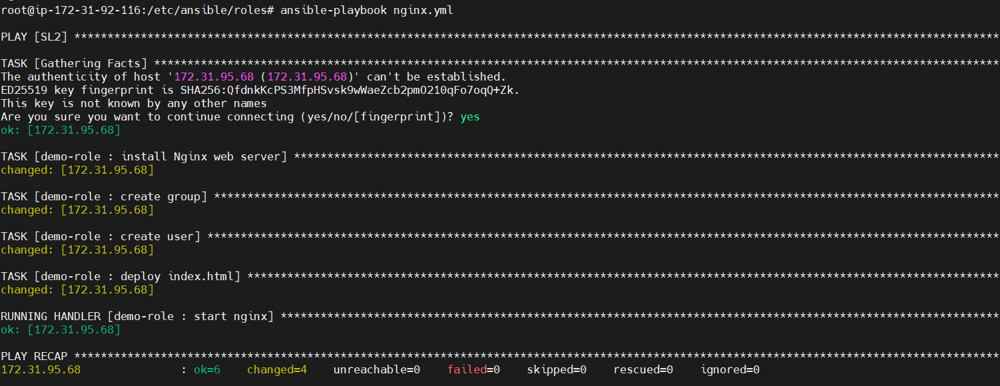 root@ip-172-31-92-116:/etc/ansible/roles# ansible-playbook nginx.yml
PLAY [SL2] *******************************************************************************************************************************************
TASK [Gathering Facts] *******************************************************************************************************************************
The authenticity of host '172.31.95.68 (172.31.95.68)' can't be established.
ED25519 key fingerprint is SHA256:QfdnkKcPS3MfpHSvsk9wWaeZcb2pmO210qFo7oqQ+Zk.
This key is not known by any other names
Are you sure you want to continue connecting (yes/no/[fingerprint])? yes
ok: [172.31.95.68]
TASK [demo-role : install Nginx web server] **********************************************************************************************************
changed: [172.31.95.68]
TASK [demo-role : create group] **********************************************************************************************************************
changed: [172.31.95.68]
TASK [demo-role : create user] ***********************************************************************************************************************
changed: [172.31.95.68]
TASK [demo-role : deploy index.html] *****************************************************************************************************************
changed: [172.31.95.68]
RUNNING HANDLER [demo-role : start nginx] ************************************************************************************************************
ok: [172.31.95.68]
PLAY RECAP *******************************************************************************************************************************************
172.31.95.68               : ok=6    changed=4    unreachable=0    failed=0    skipped=0    rescued=0    ignored=0